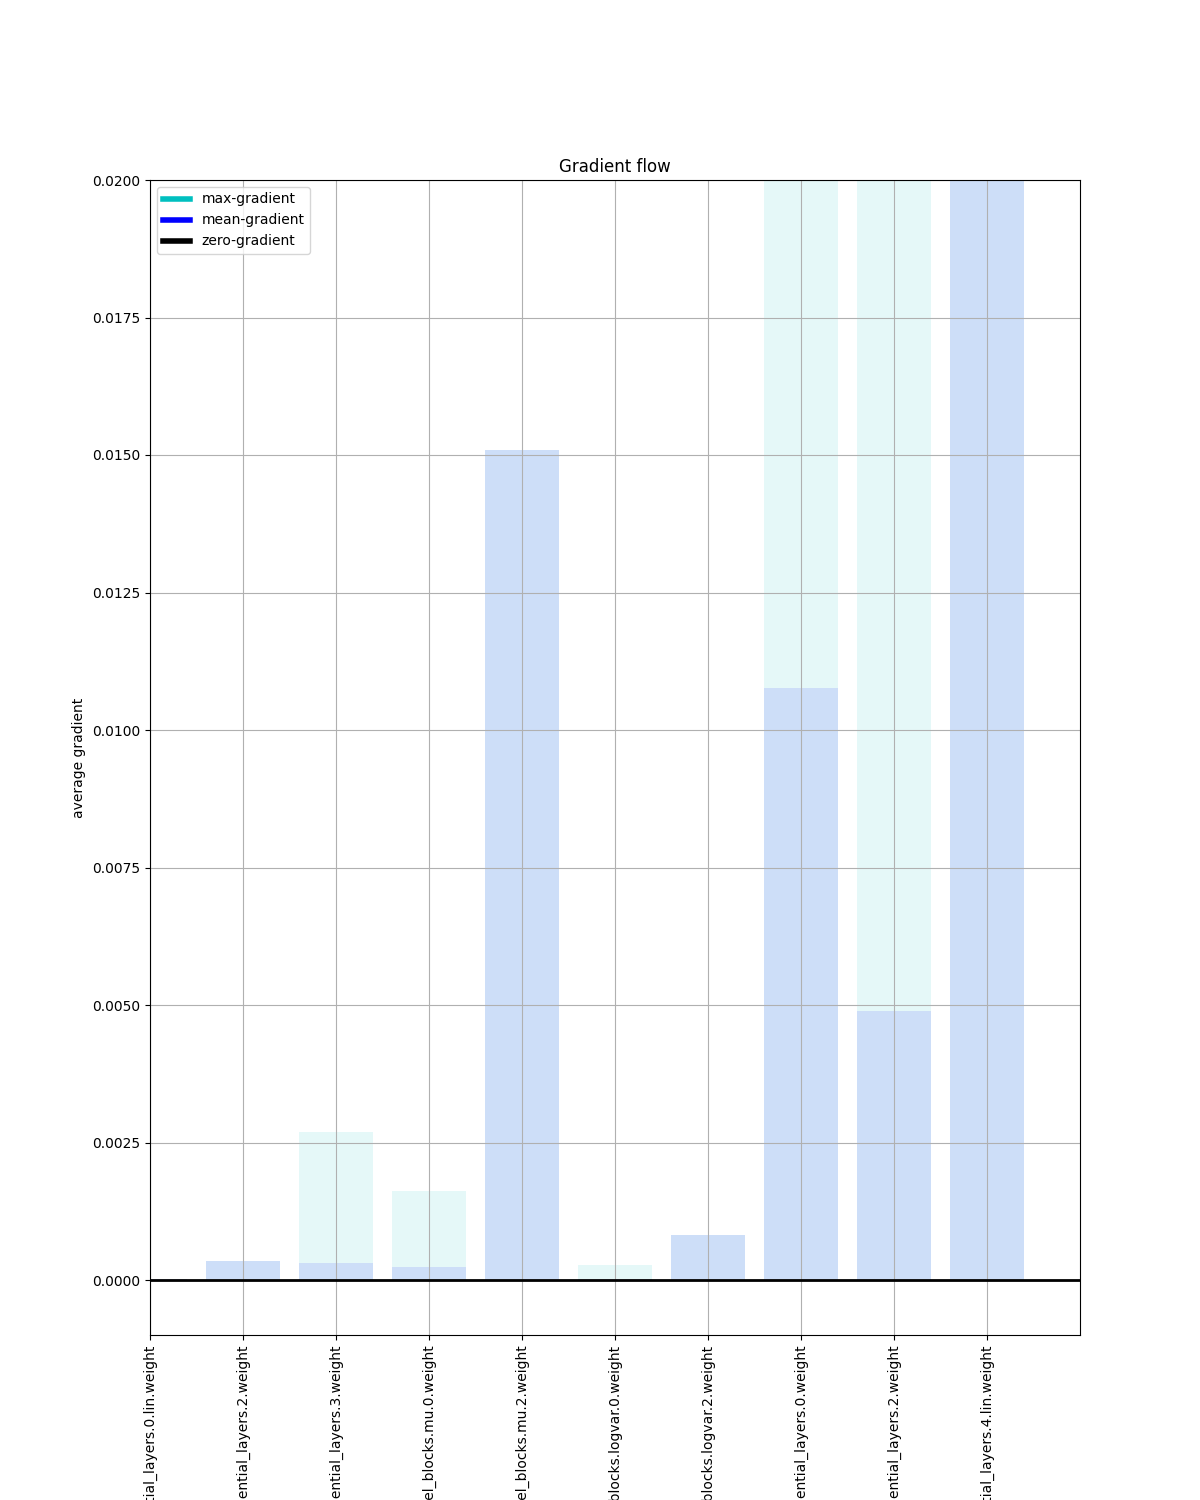 Gradient flow
max-gradient
mean-gradient
zero-gradient
0.0200
0.0175
0.0150
0.0125
0.0100
0.0075
0.0050
0.0025
0.0000
average gradient
tial_layers.0.lin.weight
ential_layers.2.weight
ential_layers.3.weight
el_blocks.mu.0.weight
el_blocks.mu.2.weight
blocks.logvar.0.weight
blocks.logvar.2.weight
ential_layers.0.weight
ential_layers.2.weight
tial_layers.4.lin.weight